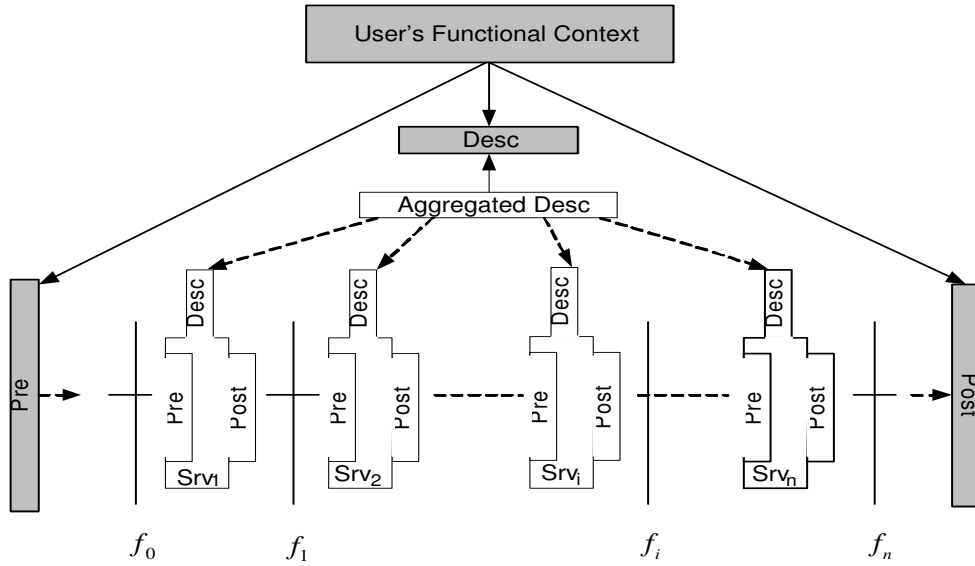 User's Functional Context
Desc
Aggregated Desc
Desc
Desc
Desc
Desc
Pre
Pre
Post
Pre
Post
Pre
Post
Pre
Post
Post
Srv1
Srv2
Srvi
Srvn
f0
f1
fi
fn